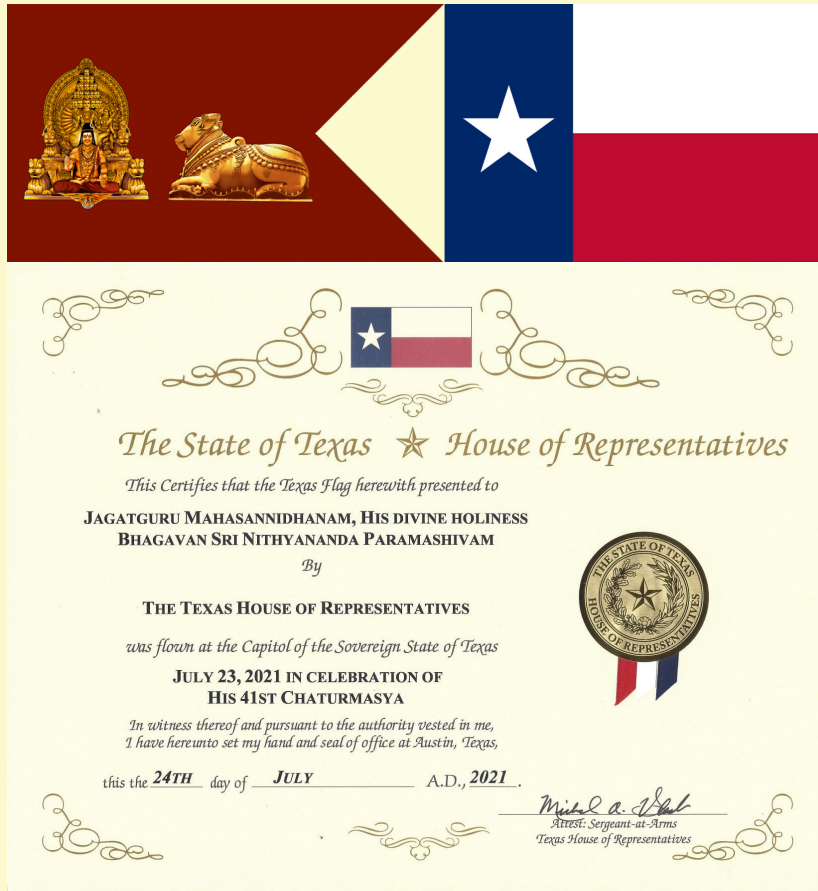 The State of Texas House of Representatives
This Certifies that the Texas Flag herewith presented to
JAGATGURU MAHASANNIDHANAM, HIS DIVINE HOLINESS
BHAGAVAN SRI NITHYANANDA PARAMASHIVAM
By
THE TEXAS HOUSE OF REPRESENTATIVES
was flown at the Capitol of the Sovereign State of Texas
JULY 23, 2021 IN CELEBRATION OF
HIS 41ST CHATURMASYA
In witness thereof and pursuant to the authority vested in me,
I have hereunto set my hand and seal of office at Austin, Texas,
this the 24TH day of JULY A.D., 2021.
THE STATE OF TEXAS
HOUSE OF REPRESENTATIVES
Attest: Sergeant-at-Arms
Texas House of Representatives